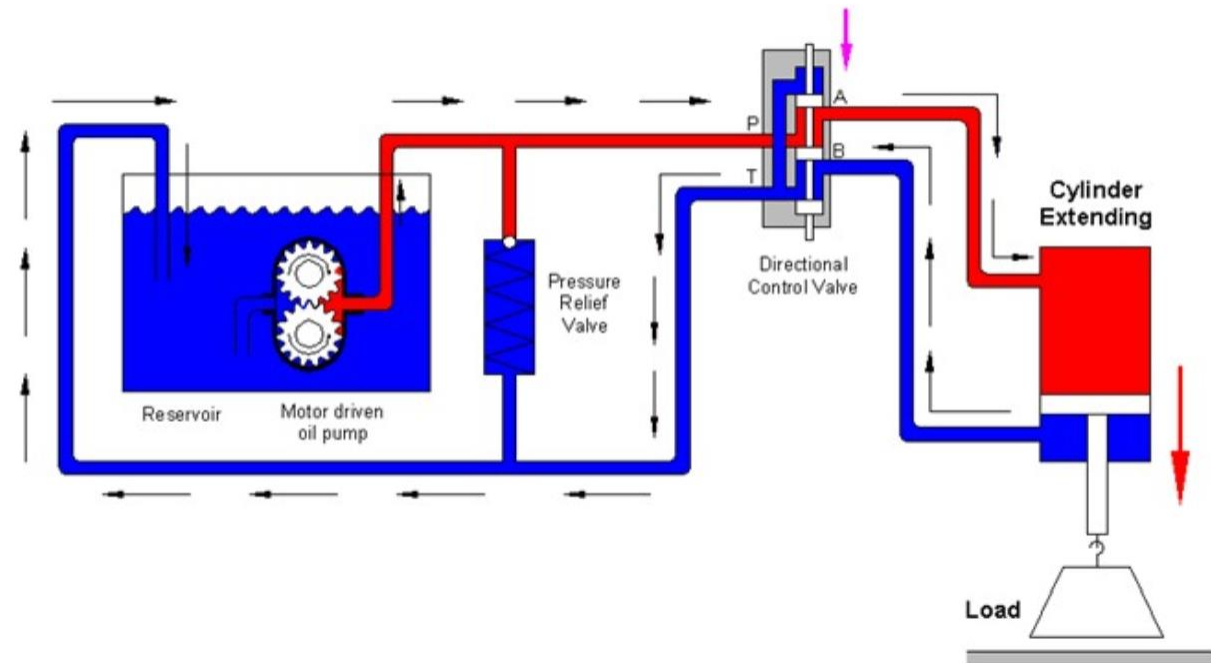 A
P
B
T
Cylinder
Extending
Directional
Control Valve
Pressure
Relief
Valve
Reservoir
Motor driven
oil pump
Load